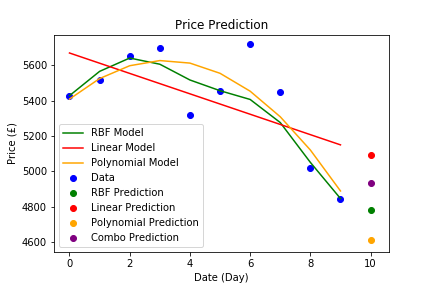 Price Prediction
Price (£)
5600
5400
5200
5000
4800
4600
RBF Model
Linear Model
Polynomial Model
Data
RBF Prediction
Linear Prediction
Polynomial Prediction
Combo Prediction
0 2 4 6 8 10
Date (Day)